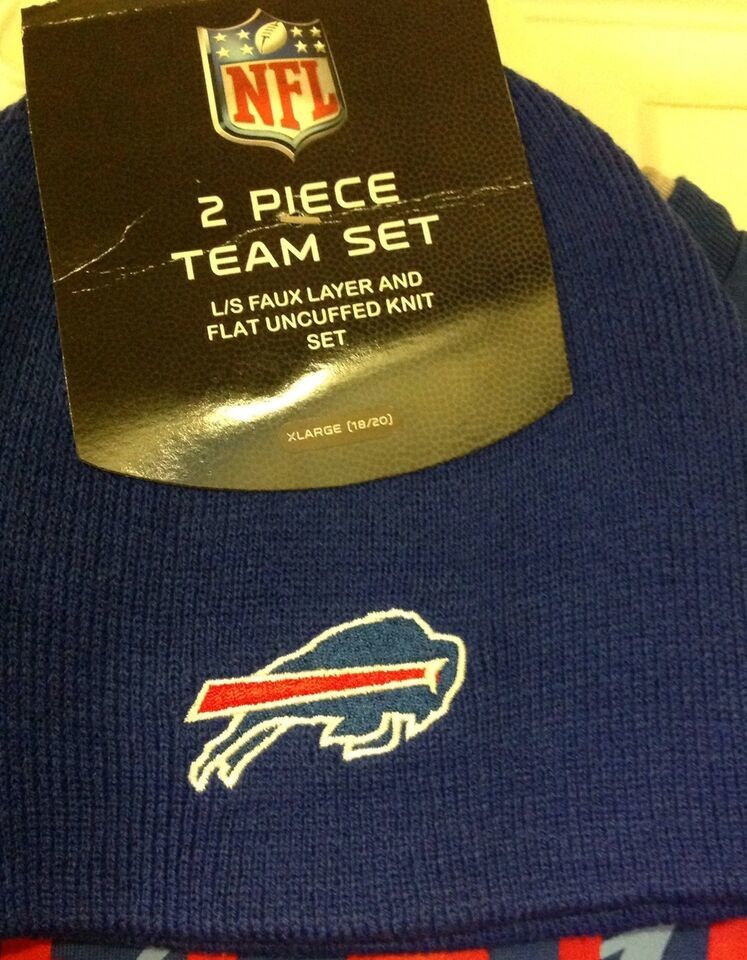 NFL
2 PIECE
TEAM SET
L/S FAUX LAYER AND
FLAT UNCUFFED KNIT
SET
XLARGE (18/20)